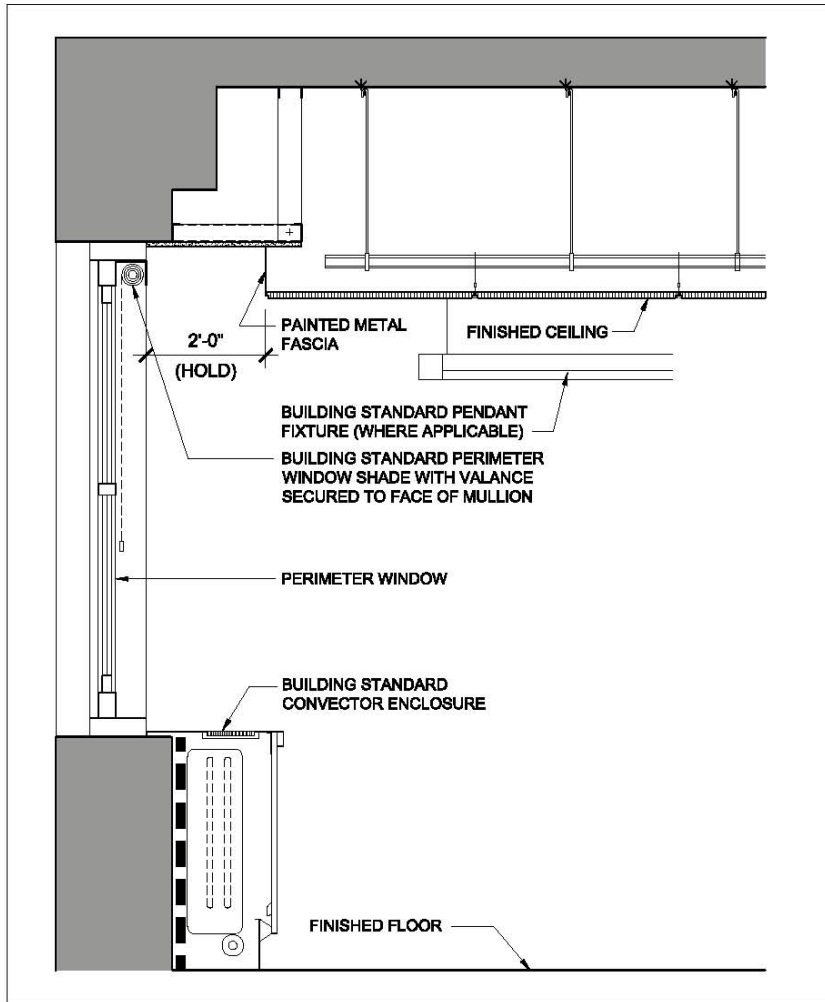 PAINTED METAL
FASCIA
FINISHED CEILING
2'-0"
(HOLD)
BUILDING STANDARD PENDANT
FIXTURE (WHERE APPLICABLE)
BUILDING STANDARD PERIMETER
WINDOW SHADE WITH VALANCE
SECURED TO FACE OF MULLION
PERIMETER WINDOW
BUILDING STANDARD
CONVECTOR ENCLOSURE
FINISHED FLOOR